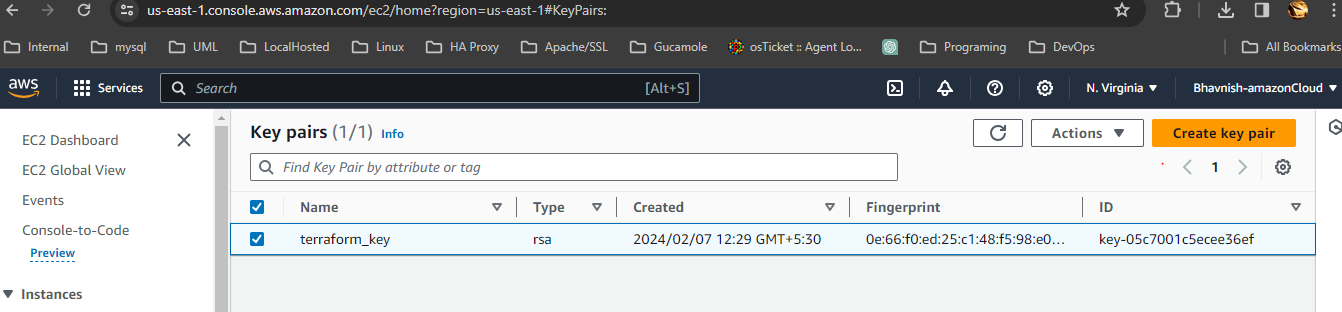 us-east-1.console.aws.amazon.com/ec2/home?region=us-east-1#KeyPairs:
Internal mysql UML LocalHosted Linux HA Proxy Apache/SSL Gucamole osTicket :: Agent Lo... Programing DevOps All Bookmarks
aws Services Search [Alt+S] N. Virginia Bhavnish-amazonCloud
EC2 Dashboard
EC2 Global View
Events
Console-to-Code
Preview
Instances
Key pairs (1/1) Info Actions Create key pair
Find Key Pair by attribute or tag 1
Name Type Created Fingerprint ID
terraform_key rsa 2024/02/07 12:29 GMT+5:30 0e:66:f0:ed:25:c1:48:f5:98:e0... key-05c7001c5ecee36ef